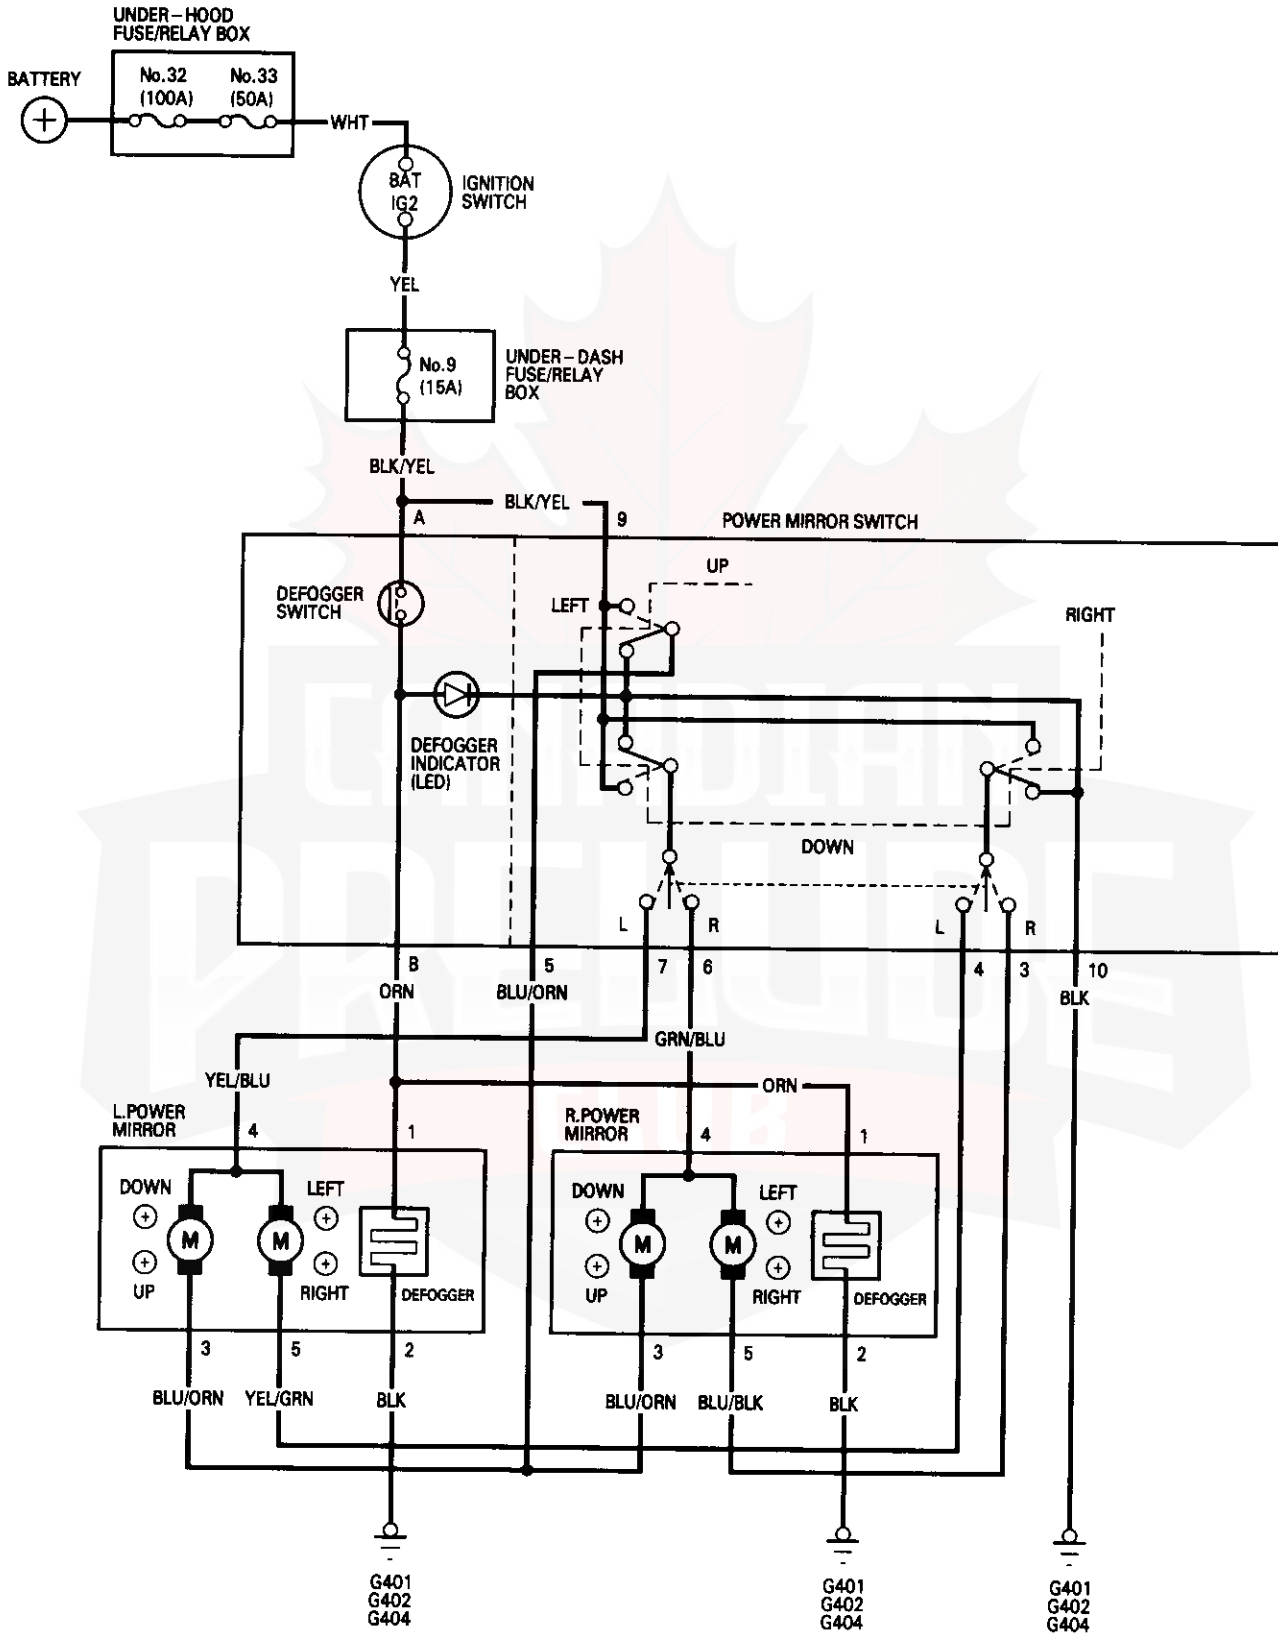 UNDER-HOOD
FUSE/RELAY BOX
BATTERY
No.32
(100A)
No.33
(50A)
WHT
BAT
IG2
IGNITION
SWITCH
YEL
No.9
(15A)
UNDER-DASH
FUSE/RELAY
BOX
BLK/YEL
BLK/YEL
A
9
POWER MIRROR SWITCH
UP
DEFOGGER
SWITCH
LEFT
RIGHT
DEFOGGER
INDICATOR
(LED)
DOWN
L
R
L
R
B
5
7
6
4
3
10
ORN
BLU/ORN
BLK
GRN/BLU
YEL/BLU
ORN
L.POWER
MIRROR
4
1
R.POWER
MIRROR
4
1
DOWN
LEFT
DOWN
LEFT
M
M
M
M
UP
RIGHT
DEFOGGER
UP
RIGHT
DEFOGGER
3
5
2
3
5
2
BLU/ORN
YEL/GRN
BLK
BLU/ORN
BLU/BLK
BLK
G401
G402
G404
G401
G402
G404
G401
G402
G404
CANADIAN
PRELUDE
CLUB